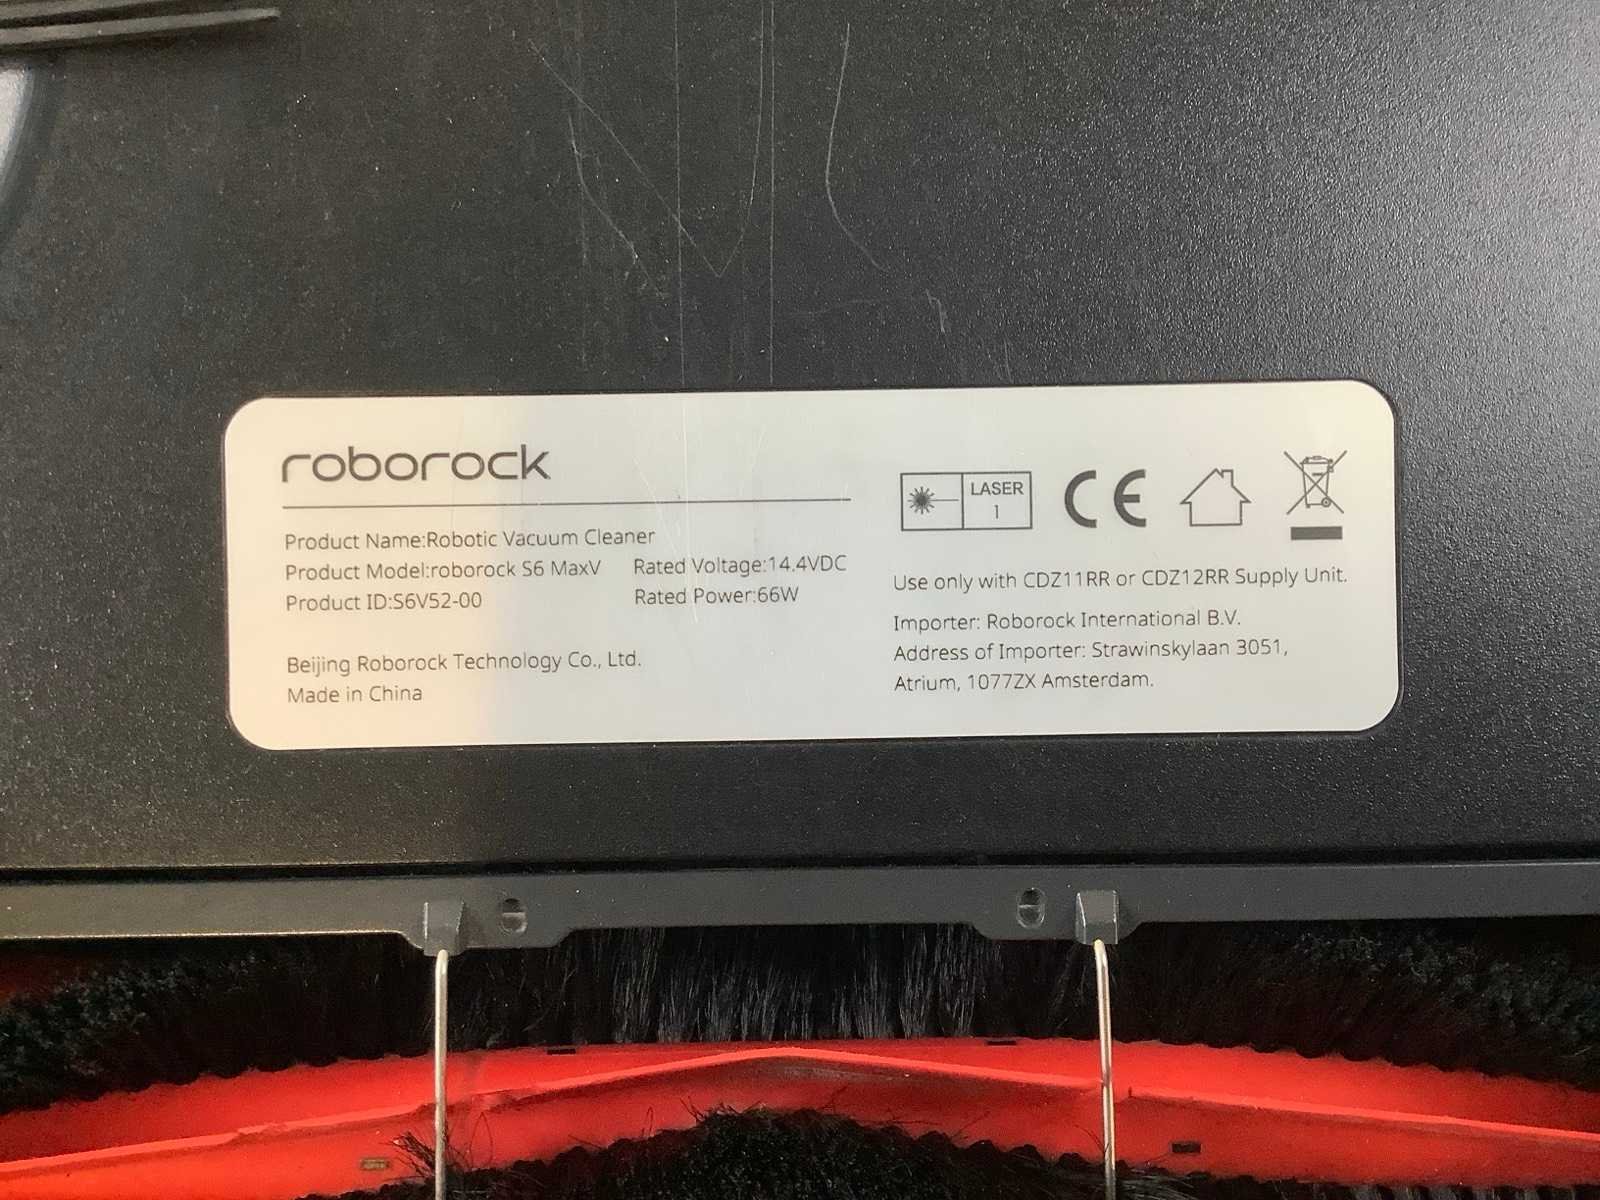 roborock
Product Name:Robotic Vacuum Cleaner
Product Model:roborock S6 MaxV
Rated Voltage:14.4VDC
Product ID:S6V52-00
Rated Power:66W
Beijing Roborock Technology Co., Ltd.
Made in China
LASER
1
CE
Use only with CDZ11RR or CDZ12RR Supply Unit.
Importer: Roborock International B.V.
Address of Importer: Strawinskylaan 3051,
Atrium, 1077ZX Amsterdam.